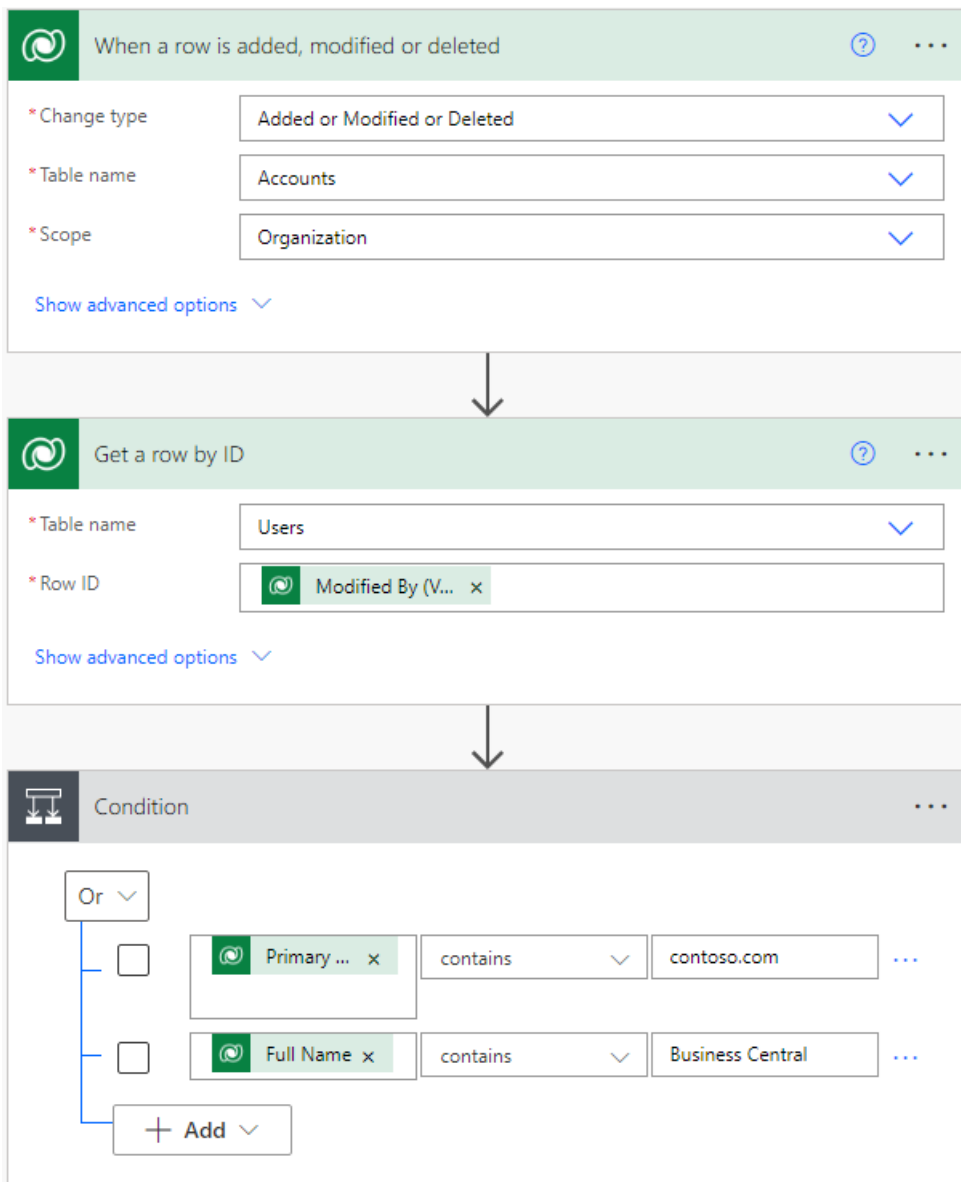 When a row is added, modified or deleted
* Change type Added or Modified or Deleted
* Table name Accounts
* Scope Organization
Show advanced options
Get a row by ID
* Table name Users
* Row ID Modified By (V... ×
Show advanced options
Condition
Or
Primary ... × contains contoso.com
Full Name × contains Business Central
+ Add